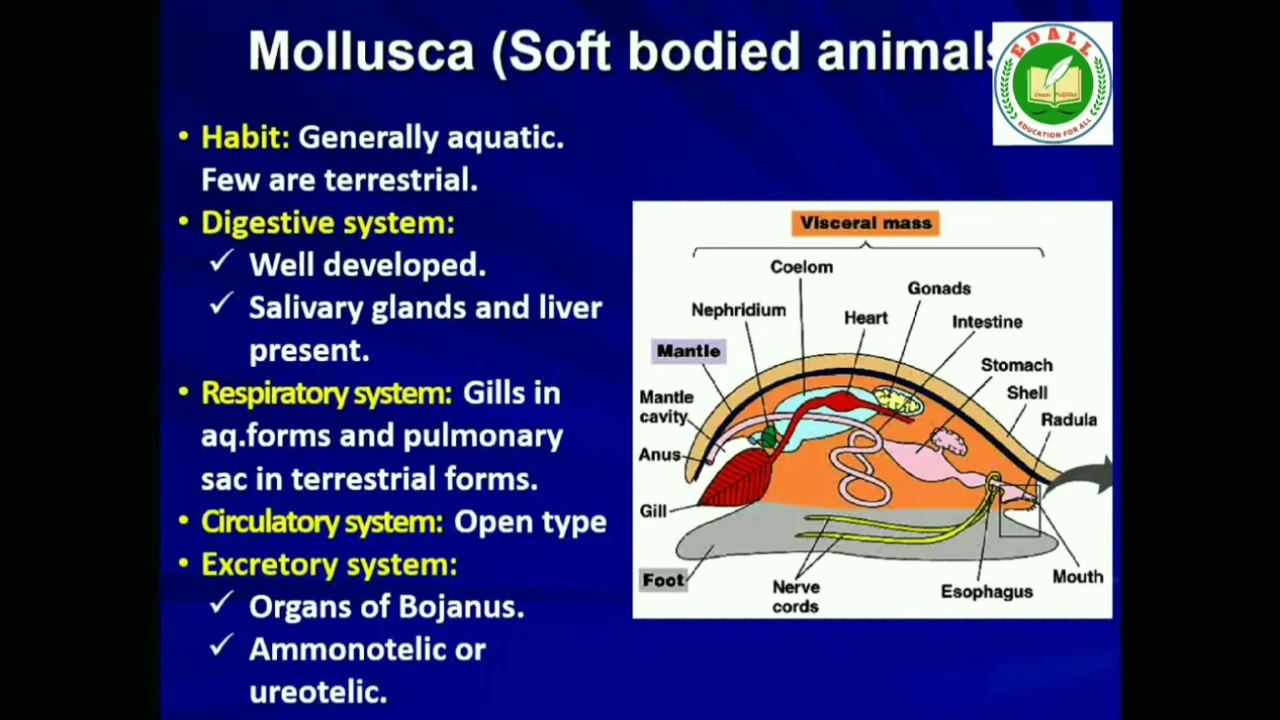 Mollusca (Soft bodied animals
EDALL
EDUCATION FOR ALL
• Habit: Generally aquatic.
Few are terrestrial.
• Digestive system:
✓ Well developed.
✓ Salivary glands and liver
present.
• Respiratory system: Gills in
aq.forms and pulmonary
sac in terrestrial forms.
• Circulatory system: Open type
• Excretory system:
✓ Organs of Bojanus.
✓ Ammonotelic or
ureotelic.
Visceral mass
Coelom
Gonads
Nephridium
Heart
Intestine
Mantle
Stomach
Shell
Mantle
cavity
Radula
Anus
Gill
Foot
Nerve
cords
Esophagus
Mouth